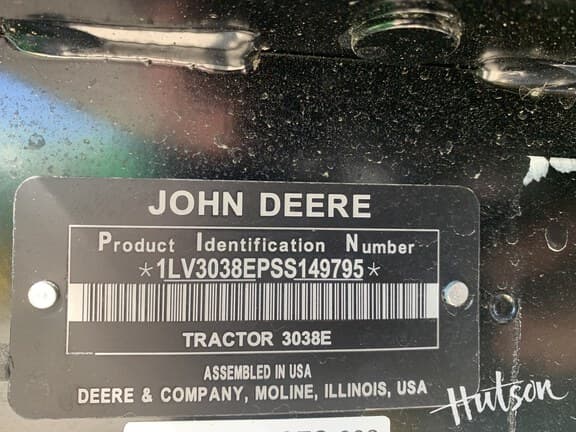 JOHN DEERE
Product Identification Number
*1LV3038EPSS149795*
TRACTOR 3038E
ASSEMBLED IN USA
DEERE & COMPANY, MOLINE, ILLINOIS, USA
Hutson